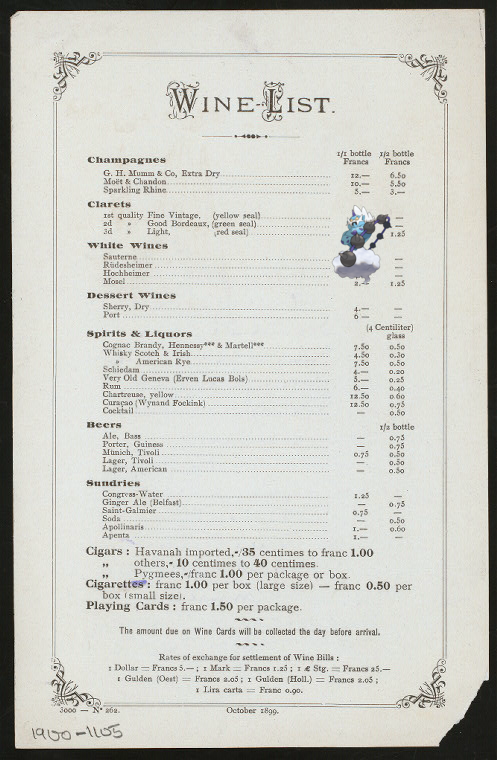 WINE-LIST.
1/1 bottle 1/2 bottle
Francs Francs
Champagnes
G. H. Mumm & Co, Extra Dry 12.— 6.50
Moët & Chandon 10.— 5.50
Sparkling Rhine 5.— 3.—
Clarets
1st quality Fine Vintage, (yellow seal) —
2d » Good Bordeaux, (green seal) —
3d » Light, (red seal) 1.25
White Wines
Sauterne —
Rüdesheimer —
Hochheimer —
Mosel 2.— 1.25
Dessert Wines
Sherry, Dry 4.— —
Port 6 — —
(4 Centiliter)
Spirits & Liquors glass
Cognac Brandy, Hennessy*** & Martell*** 7.50 0.50
Whisky Scotch & Irish 4.50 0.30
» American Rye 7.50 0.50
Schiedam 4.— 0.20
Very Old Geneva (Erven Lucas Bols) 5.— 0.25
Rum 6.— 0.40
Chartreuse, yellow 12.50 0.60
Curaçao (Wynand Fockink) 12.50 0.75
Cocktail — 0.50
Beers 1/2 bottle
Ale, Bass — 0.75
Porter, Guiness — 0.75
Münich, Tivoli 0.75 0.50
Lager, Tivoli — 0.50
Lager, American — 0.50
Sundries
Congress-Water 1.25 —
Ginger Ale (Belfast) — 0.75
Saint-Galmier 0.75 —
Soda — 0.50
Apollinaris 1.— 0.60
Apenta 1.— —
Cigars : Havanah imported,-/35 centimes to franc 1.00
„ others,- 10 centimes to 40 centimes.
„ Pygmees,-/franc 1.00 per package or box.
Cigarettes : franc 1.00 per box (large size) — franc 0.50 per
box (small size).
Playing Cards : franc 1.50 per package.
The amount due on Wine Cards will be collected the day before arrival.
Rates of exchange for settlement of Wine Bills :
1 Dollar = Francs 5.—; 1 Mark = Francs 1.25 ; 1 £ Stg. = Francs 25.—
1 Gulden (Oest) = Francs 2.05 ; 1 Gulden (Holl.) = Francs 2.05 ;
1 Lira carta = Franc 0.90.
5000 — N° 262. October 1899.
1900-1105